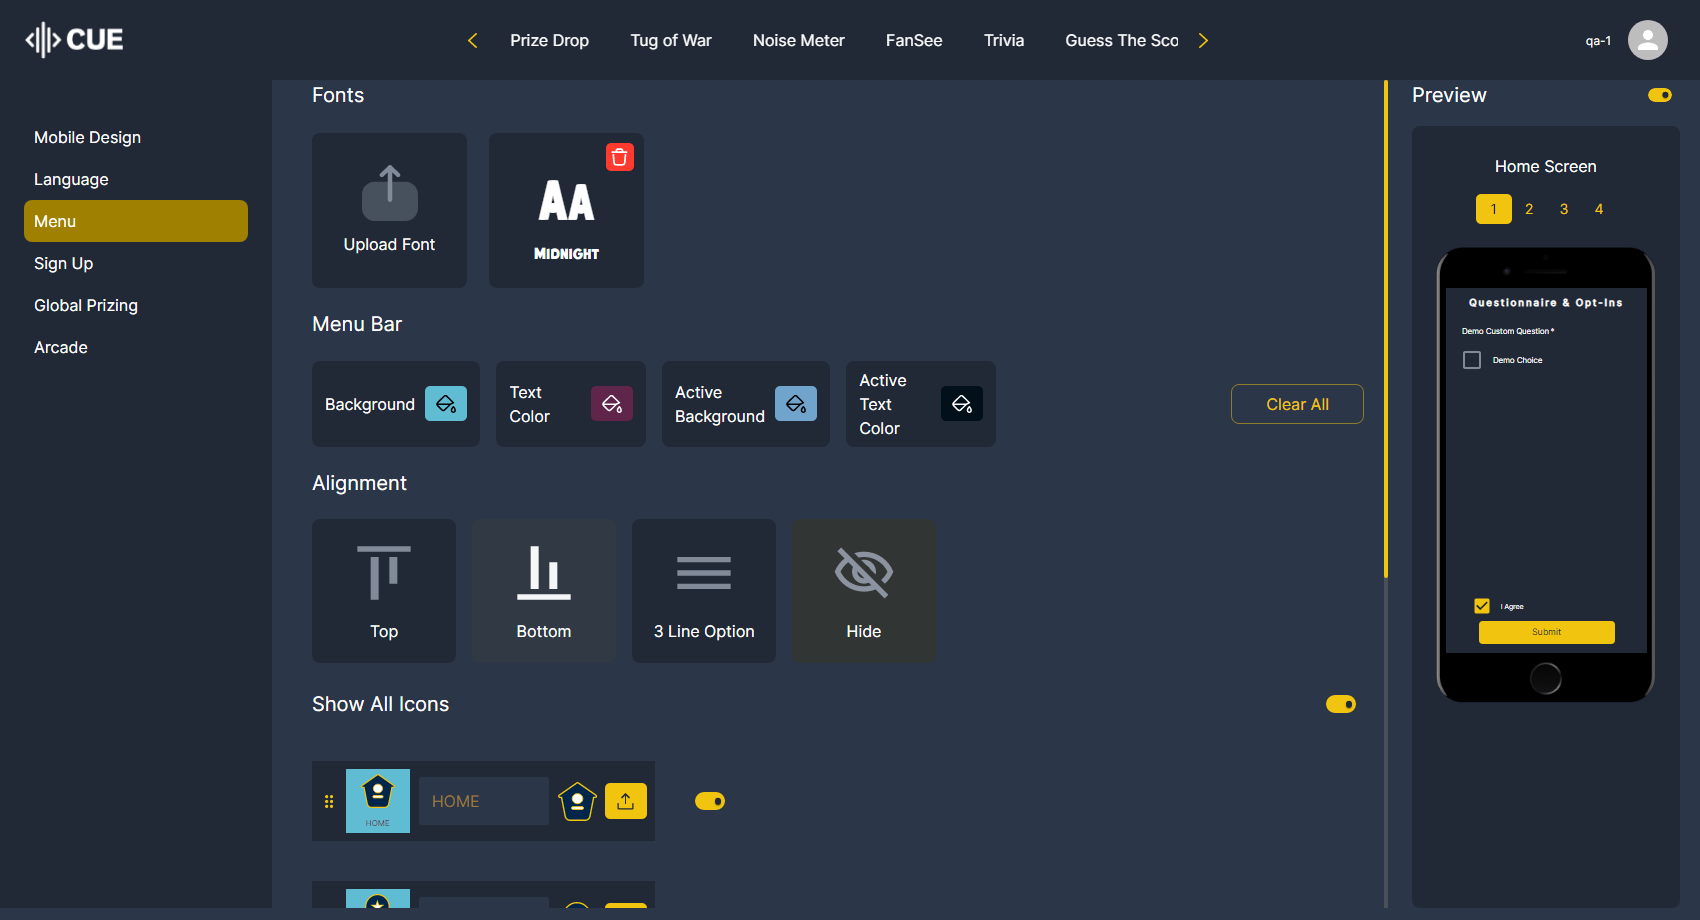 CUE
Prize Drop
Tug of War
Noise Meter
FanSee
Trivia
Guess The Sco
qa-1
Mobile Design
Language
Menu
Sign Up
Global Prizing
Arcade
Fonts
Upload Font
AA
MIDNIGHT
Menu Bar
Background
Text
Color
Active
Background
Active
Text
Color
Clear All
Alignment
Top
Bottom
3 Line Option
Hide
Show All Icons
HOME
HOME
Preview
Home Screen
1 2 3 4
Questionnaire & Opt-Ins
Demo Custom Question*
Demo Choice
I Agree
Submit